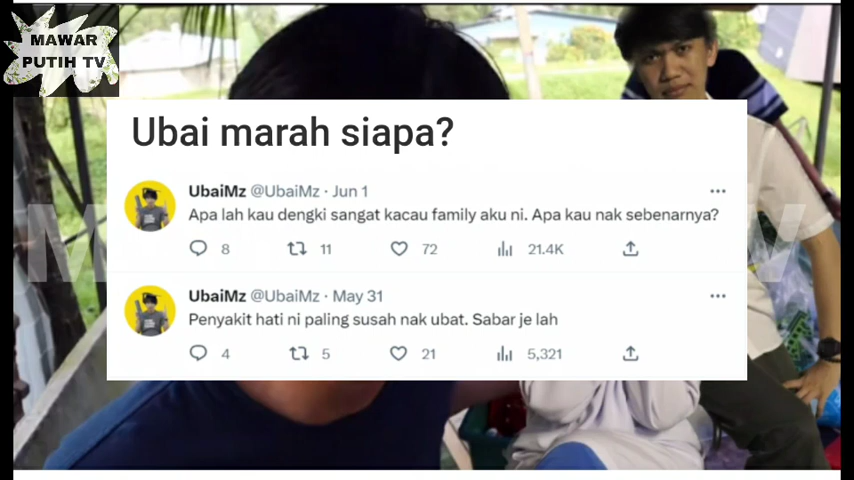 MAWAR
PUTIH TV
Ubai marah siapa?
UbaiMz @UbaiMz · Jun 1
Apa lah kau dengki sangat kacau family aku ni. Apa kau nak sebenarnya?
8 11 72 21.4K
UbaiMz @UbaiMz · May 31
Penyakit hati ni paling susah nak ubat. Sabar je lah
4 5 21 5,321